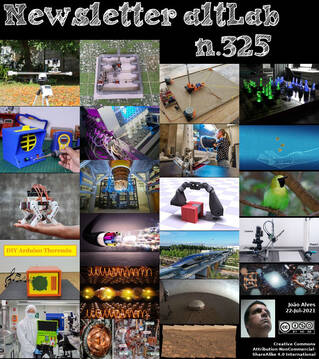 Newsletter altLab
n.325
DIY Arduino Theremin
João Alves
22-Jul-2021
Creative Commons
Attribution-NonCommercial-
ShareAlike 4.0 International